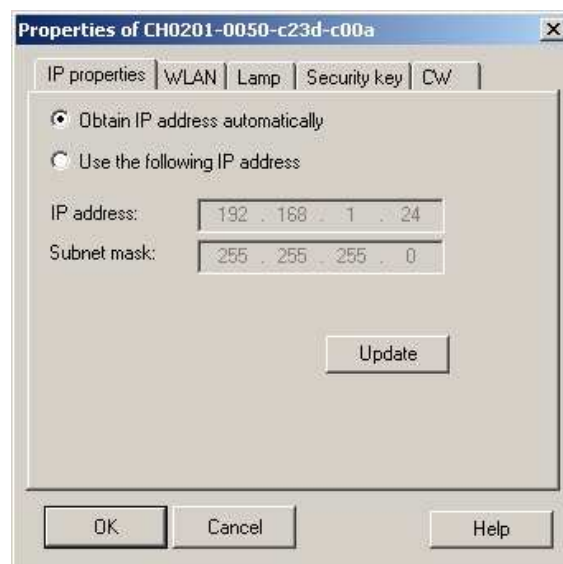 Properties of CH0201-0050-c23d-c00a
IP properties WLAN Lamp Security key CW
Obtain IP address automatically
Use the following IP address
IP address: 192 . 168 . 1 . 24
Subnet mask: 255 . 255 . 255 . 0
Update
OK Cancel Help